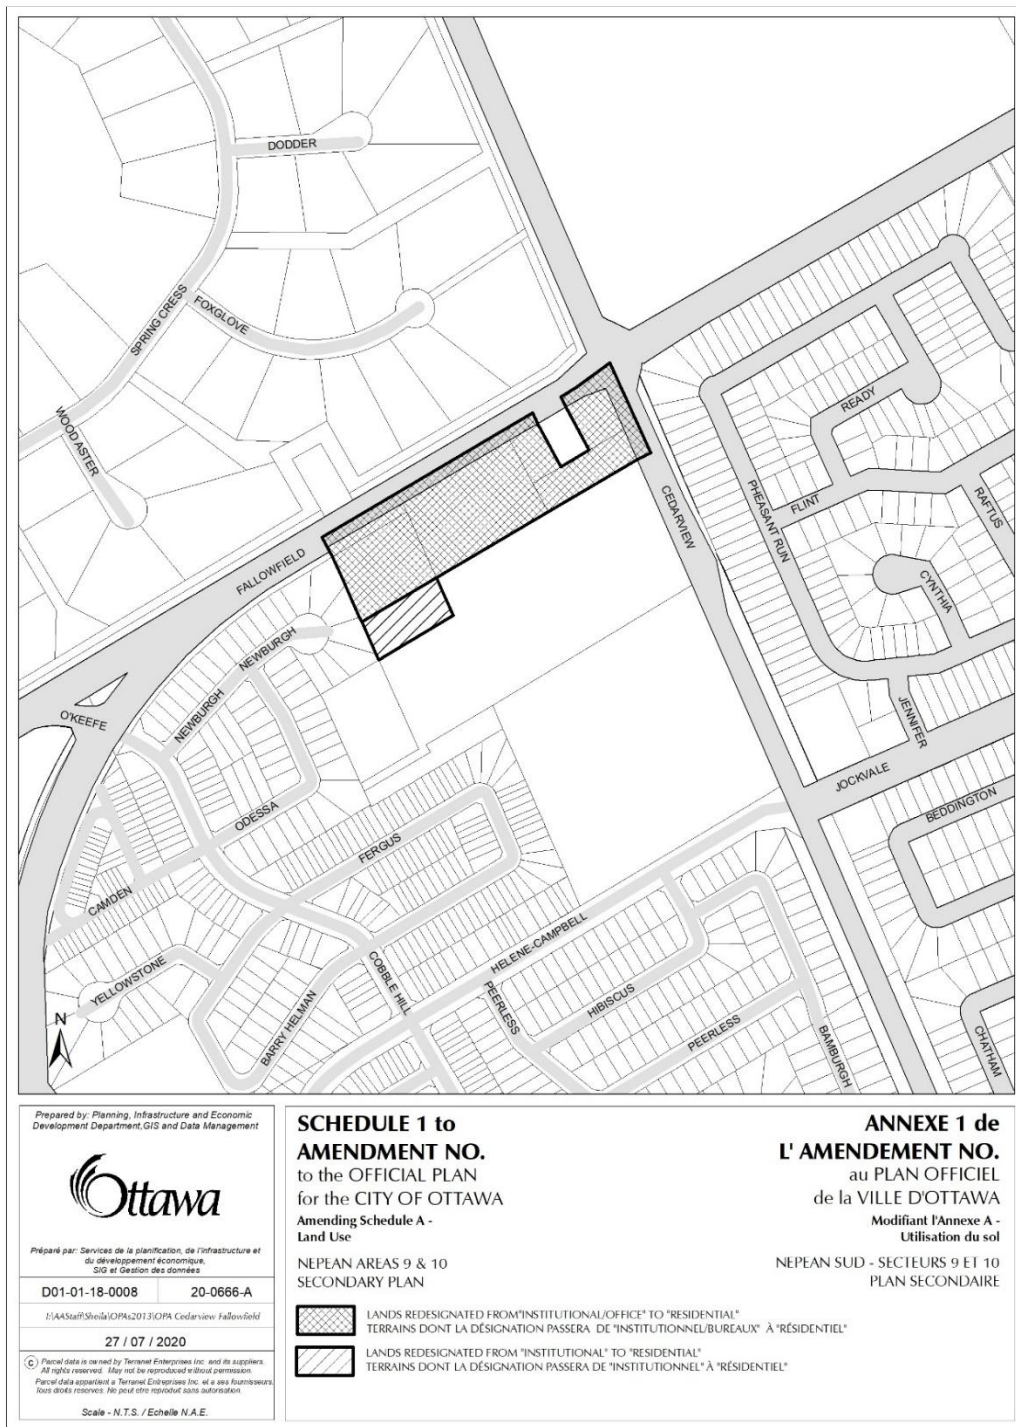 DODDER
SPRING CRESS
FOXGLOVE
WOOD ASTER
READY
FLINT
RAFTUS
PHEASANT RUN
CEDARVIEW
FALLOWFIELD
CYNTHIA
NEWBURGH
NEWBURGH
O'KEEFE
JENNIFER
JOCKVALE
BEDDINGTON
ODESSA
FERGUS
CAMDEN
HELENE-CAMPBELL
YELLOWSTONE
COBBLE HILL
BARRY HELMAN
PEERLESS
HIBISCUS
PEERLESS
BAMBURGH
CHATHAM
N
Prepared by: Planning, Infrastructure and Economic
Development Department,GIS and Data Management
Ottawa
Préparé par: Services de la planification, de l'infrastructure et
du développement économique,
SIG et Gestion des données
D01-01-18-0008 20-0666-A
I:\AAStaff\Sheila\OPAs2013\OPA Cedarview Fallowfield
27 / 07 / 2020
© Parcel data is owned by Teranet Enterprises Inc. and its suppliers.
All rights reserved. May not be reproduced without permission.
Parcel data appartient a Teranet Entreprises Inc. et a ses fournisseurs.
Tous droits reserves. Ne peut etre reproduit sans autorisation.
Scale - N.T.S. / Echelle N.A.E.
SCHEDULE 1 to
AMENDMENT NO.
to the OFFICIAL PLAN
for the CITY OF OTTAWA
Amending Schedule A -
Land Use
NEPEAN AREAS 9 & 10
SECONDARY PLAN
ANNEXE 1 de
L' AMENDEMENT NO.
au PLAN OFFICIEL
de la VILLE D'OTTAWA
Modifiant l'Annexe A -
Utilisation du sol
NEPEAN SUD - SECTEURS 9 ET 10
PLAN SECONDAIRE
LANDS REDESIGNATED FROM"INSTITUTIONAL/OFFICE" TO "RESIDENTIAL"
TERRAINS DONT LA DÉSIGNATION PASSERA DE "INSTITUTIONNEL/BUREAUX" À "RÉSIDENTIEL"
LANDS REDESIGNATED FROM "INSTITUTIONAL" TO "RESIDENTIAL"
TERRAINS DONT LA DÉSIGNATION PASSERA DE "INSTITUTIONNEL" À "RÉSIDENTIEL"